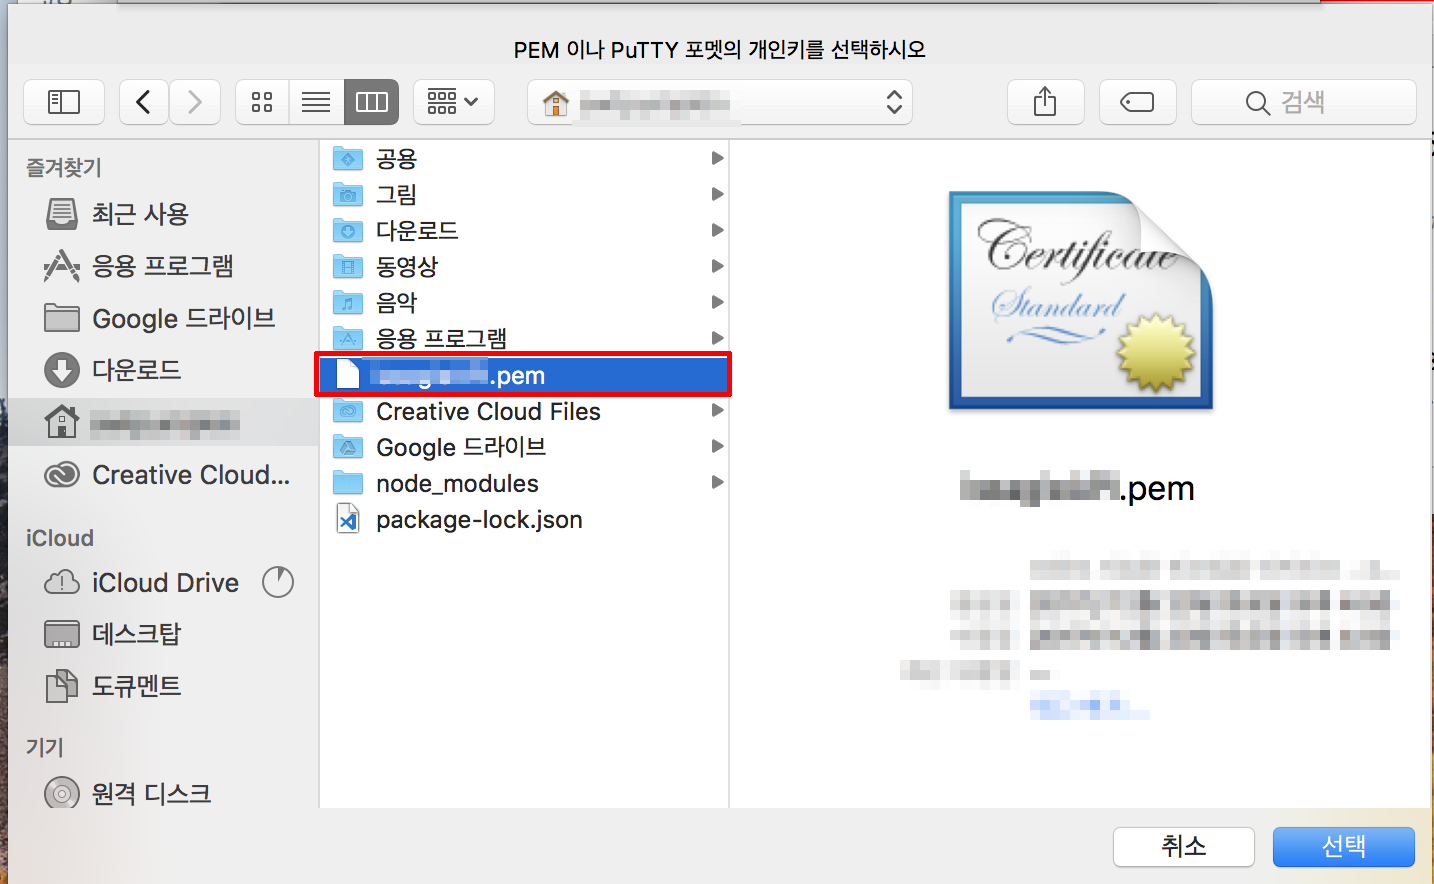 PEM 이나 PuTTY 포멧의 개인키를 선택하시오
검색
즐겨찾기
최근 사용
응용 프로그램
Google 드라이브
다운로드
Creative Cloud...
iCloud
iCloud Drive
데스크탑
도큐멘트
기기
원격 디스크
공용
그림
다운로드
동영상
음악
응용 프로그램
.pem
Creative Cloud Files
Google 드라이브
node_modules
package-lock.json
Certificate
Standard
.pem
취소
선택